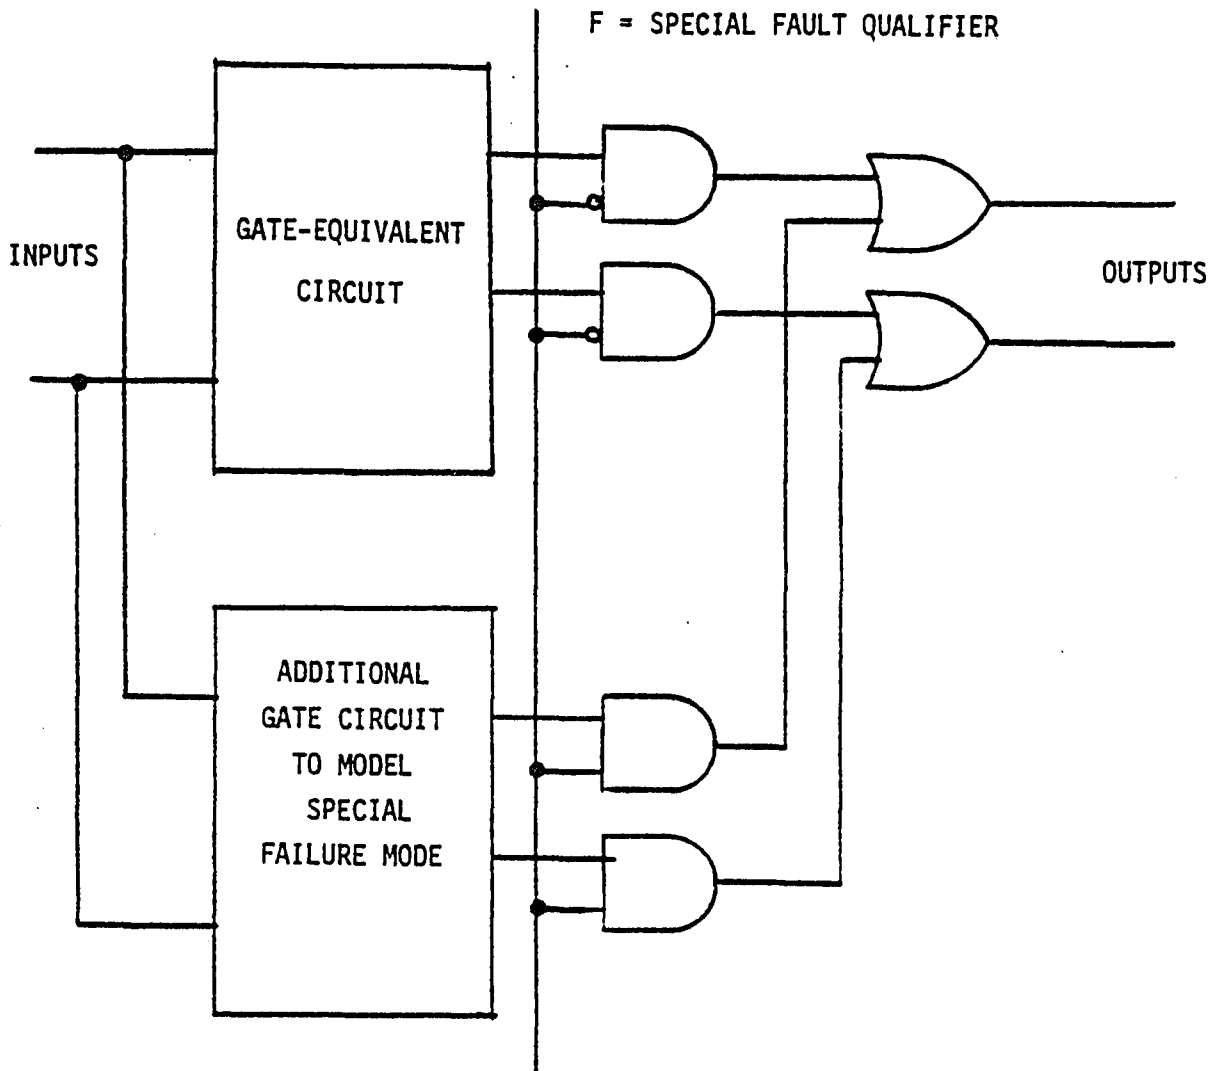 F = SPECIAL FAULT QUALIFIER
GATE-EQUIVALENT
CIRCUIT
INPUTS
OUTPUTS
ADDITIONAL
GATE CIRCUIT
TO MODEL
SPECIAL
FAILURE MODE